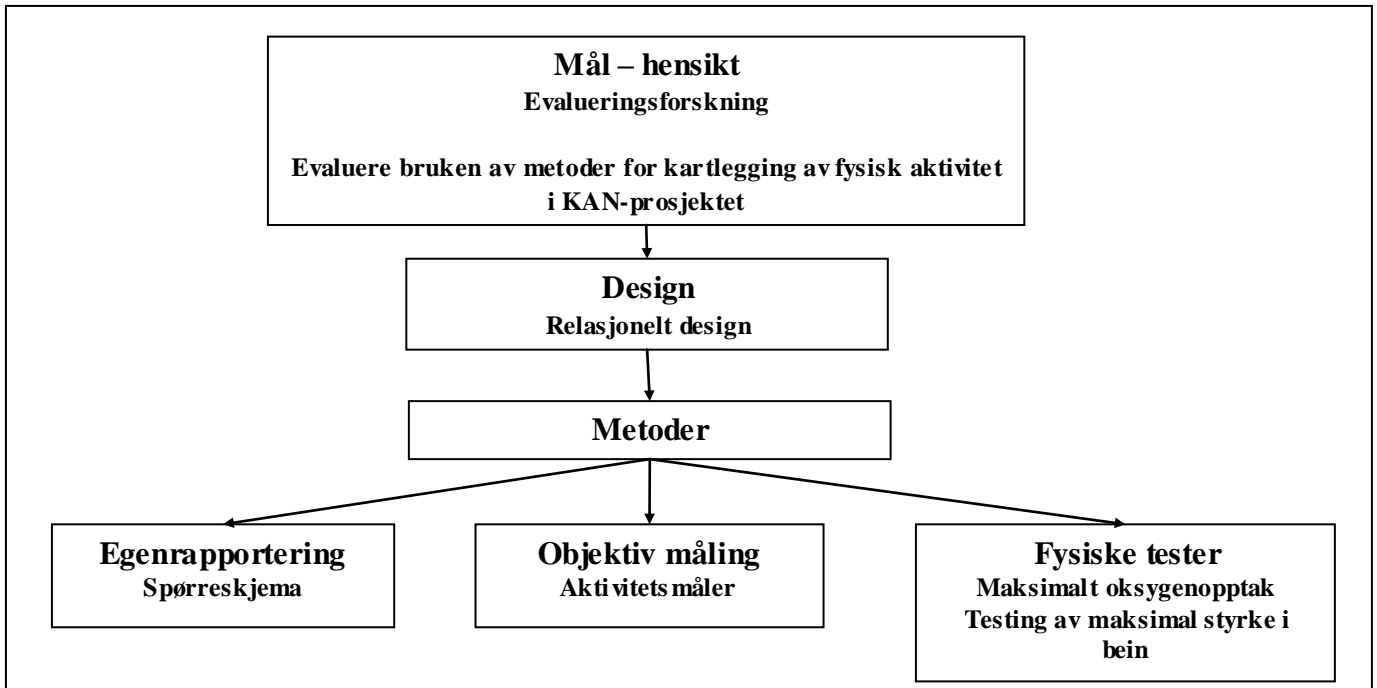 Mål – hensikt
Evalueringsforskning
Evaluere bruken av metoder for kartlegging av fysisk aktivitet
i KAN-prosjektet
Design
Relasjonelt design
Metoder
Egenrapportering
Spørreskjema
Objektiv måling
Aktivitetsmåler
Fysiske tester
Maksimalt oksygenopptak
Testing av maksimal styrke i
bein